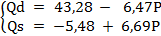 {Qd = 43,28 − 6,47P
{Qs = −5,48 + 6,69P